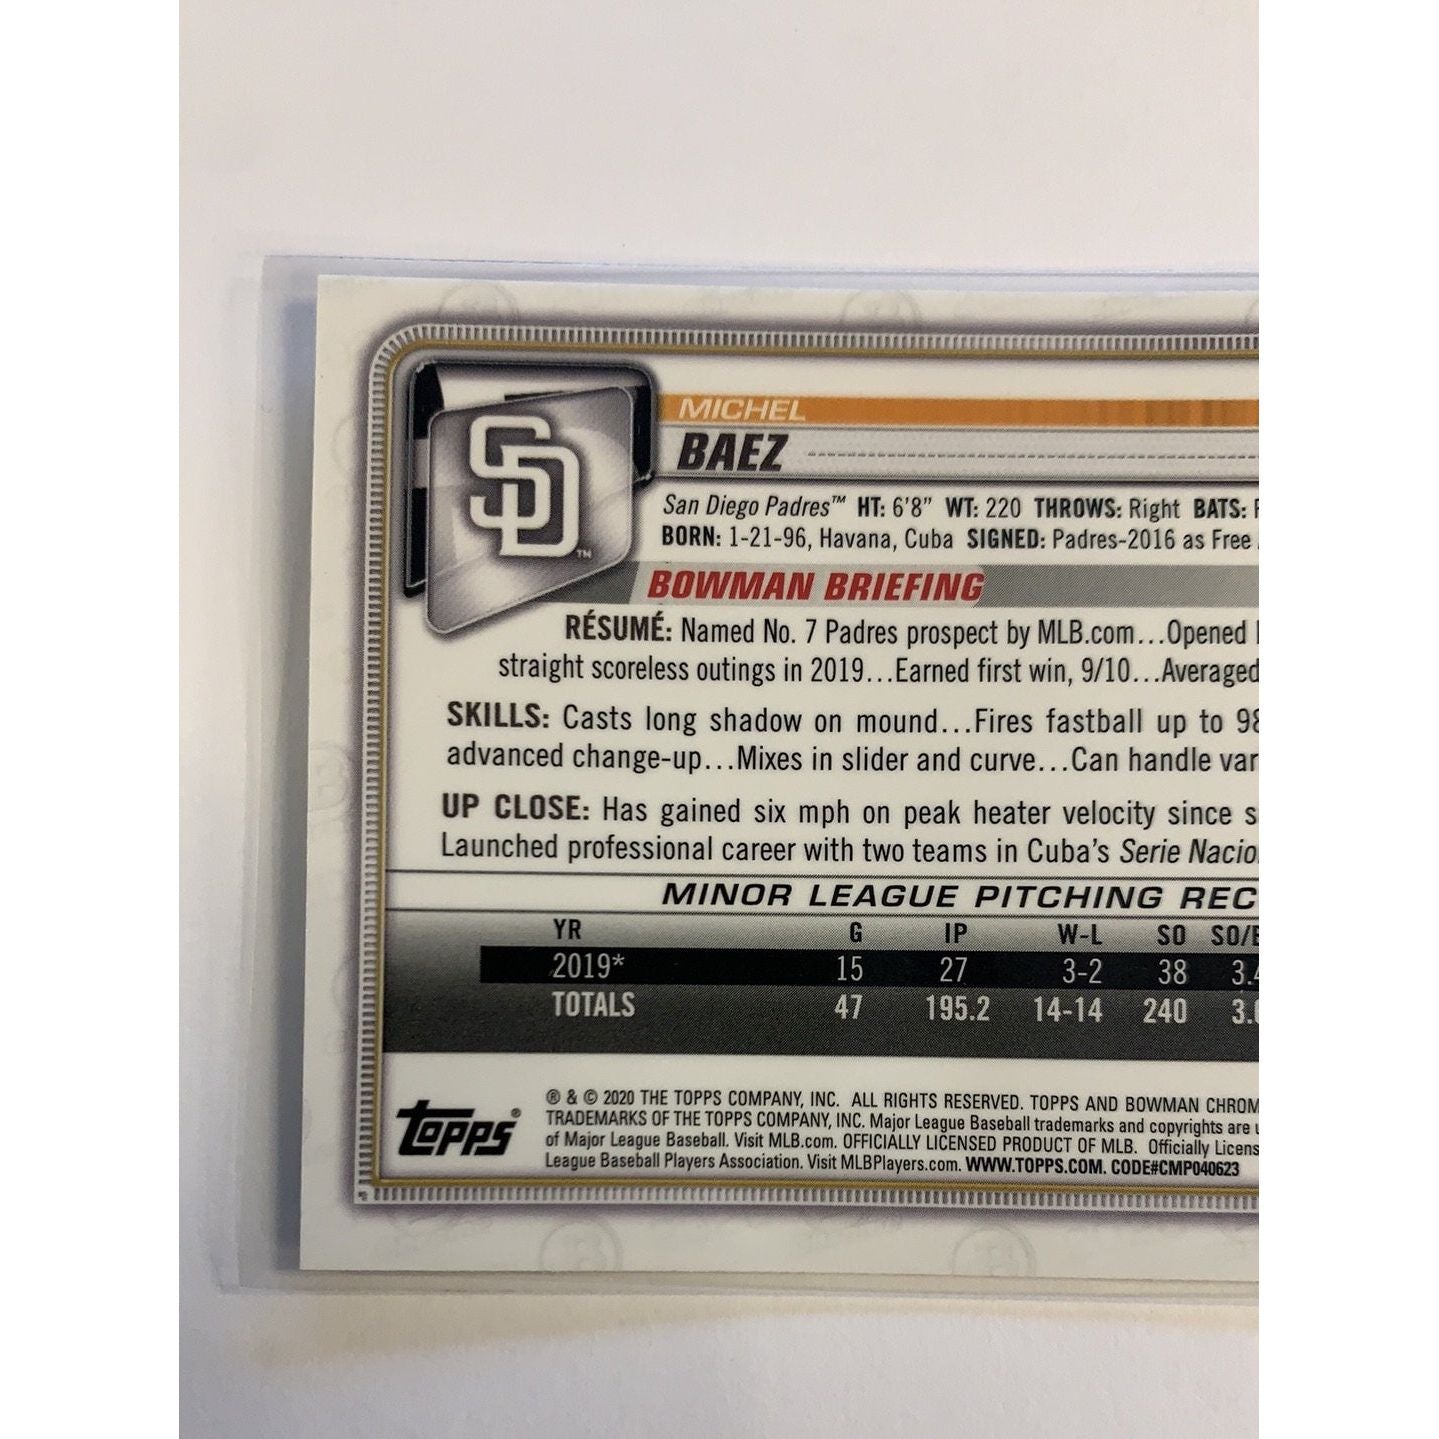 MICHEL
BAEZ
SD
™
San Diego Padres™ HT: 6'8" WT: 220 THROWS: Right BATS:
BORN: 1-21-96, Havana, Cuba SIGNED: Padres-2016 as Free
BOWMAN BRIEFING
RÉSUMÉ: Named No. 7 Padres prospect by MLB.com...Opened
straight scoreless outings in 2019...Earned first win, 9/10...Averaged
SKILLS: Casts long shadow on mound...Fires fastball up to 98
advanced change-up...Mixes in slider and curve...Can handle
UP CLOSE: Has gained six mph on peak heater velocity since
Launched professional career with two teams in Cuba's Serie
MINOR LEAGUE PITCHING
YR G IP W-L SO
2019* 15 27 3-2 38
TOTALS 47 195.2 14-14 240
TOPPS®
® & © 2020 THE TOPPS COMPANY, INC. ALL RIGHTS RESERVED. TOPPS AND BOWMAN
TRADEMARKS OF THE TOPPS COMPANY, INC. Major League Baseball trademarks and copyrights are
of Major League Baseball. Visit MLB.com. OFFICIALLY LICENSED PRODUCT OF MLB. Officially
League Baseball Players Association. Visit MLBPlayers.com. WWW.TOPPS.COM. CODE#CMP040623